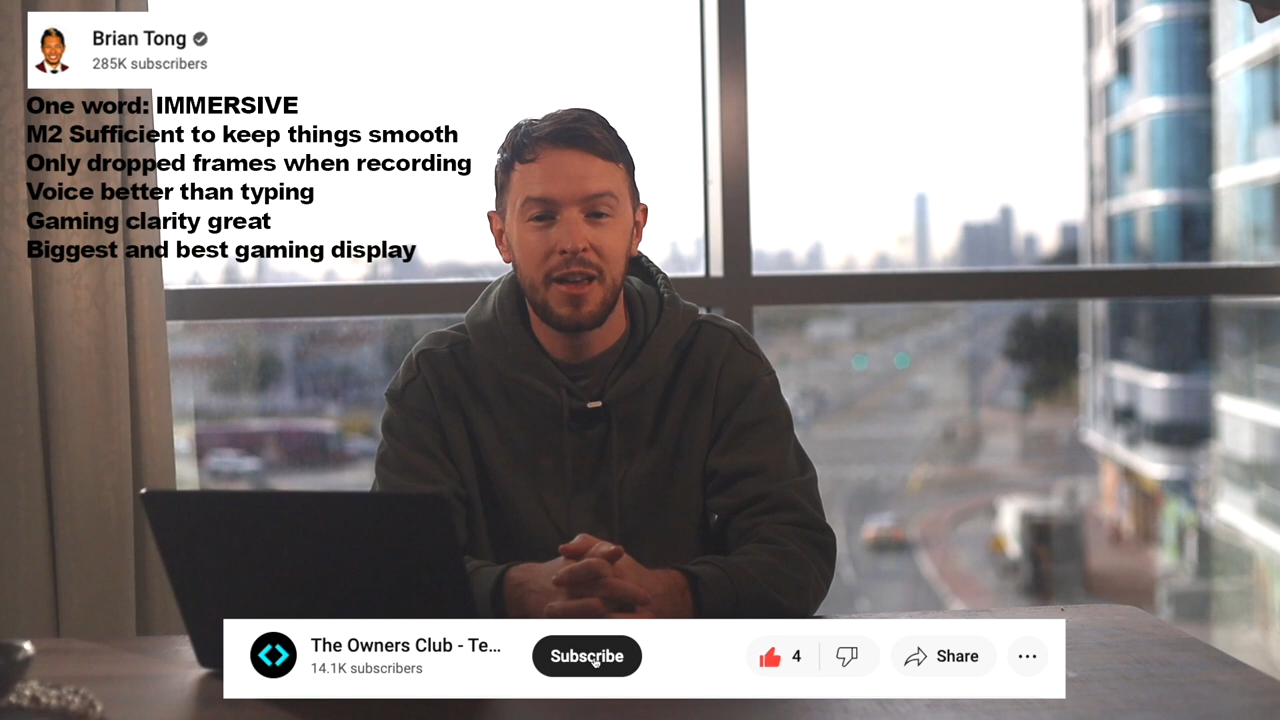 Brian Tong
285K subscribers
One word: IMMERSIVE
M2 Sufficient to keep things smooth
Only dropped frames when recording
Voice better than typing
Gaming clarity great
Biggest and best gaming display
The Owners Club - Te...
14.1K subscribers
Subscribe
4
Share